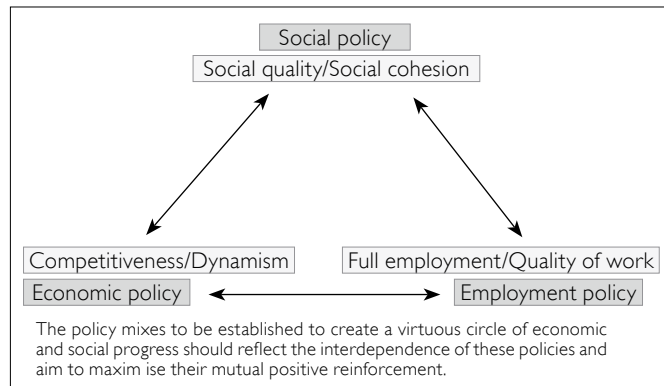 Social policy
Social quality/Social cohesion
Competitiveness/Dynamism
Economic policy
Full employment/Quality of work
Employment policy
The policy mixes to be established to create a virtuous circle of economic
and social progress should reflect the interdependence of these policies and
aim to maxim ise their mutual positive reinforcement.